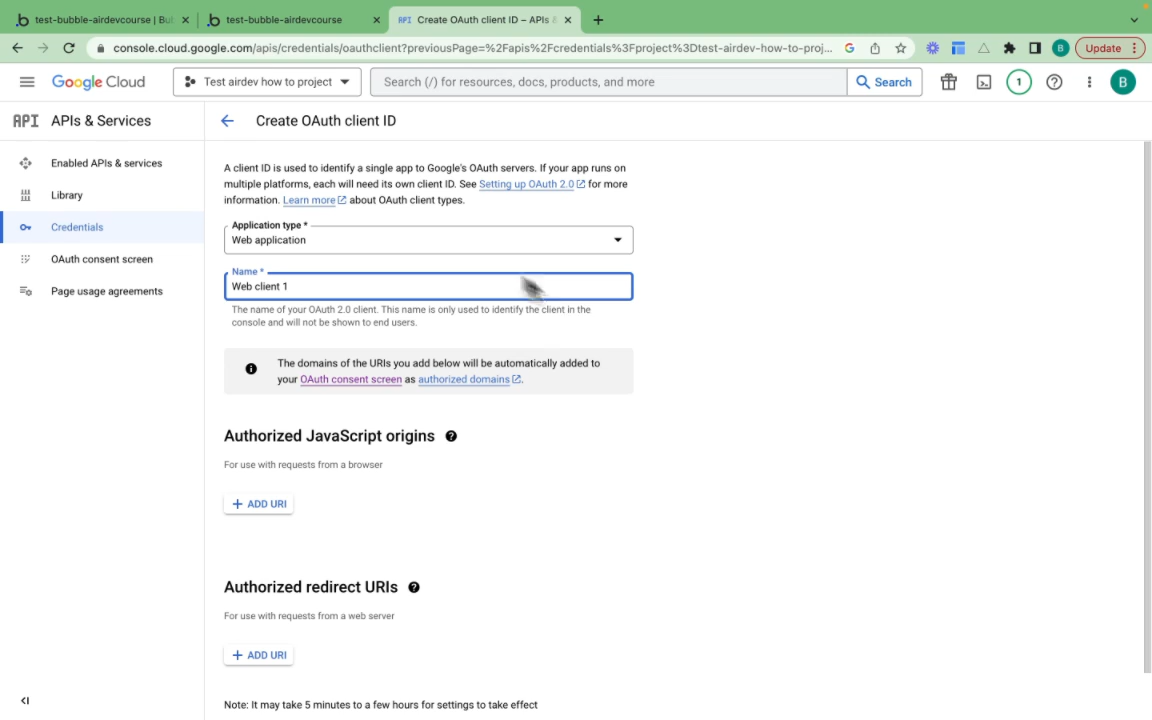 test-bubble-airdevcourse | Bu
test-bubble-airdevcourse
API Create OAuth client ID – APIs &
console.cloud.google.com/apis/credentials/oauthclient?previousPage=%2Fapis%2Fcredentials%3Fproject%3Dtest-airdev-how-to-proj...
B
Update
Google Cloud
Test airdev how to project
Search (/) for resources, docs, products, and more
Search
1
B
API APIs & Services
Create OAuth client ID
Enabled APIs & services
Library
Credentials
OAuth consent screen
Page usage agreements
A client ID is used to identify a single app to Google's OAuth servers. If your app runs on
multiple platforms, each will need its own client ID. See Setting up OAuth 2.0 for more
information. Learn more about OAuth client types.
Application type *
Web application
Name *
Web client 1
The name of your OAuth 2.0 client. This name is only used to identify the client in the
console and will not be shown to end users.
The domains of the URIs you add below will be automatically added to
your OAuth consent screen as authorized domains.
Authorized JavaScript origins
For use with requests from a browser
+ ADD URI
Authorized redirect URIs
For use with requests from a web server
+ ADD URI
Note: It may take 5 minutes to a few hours for settings to take effect